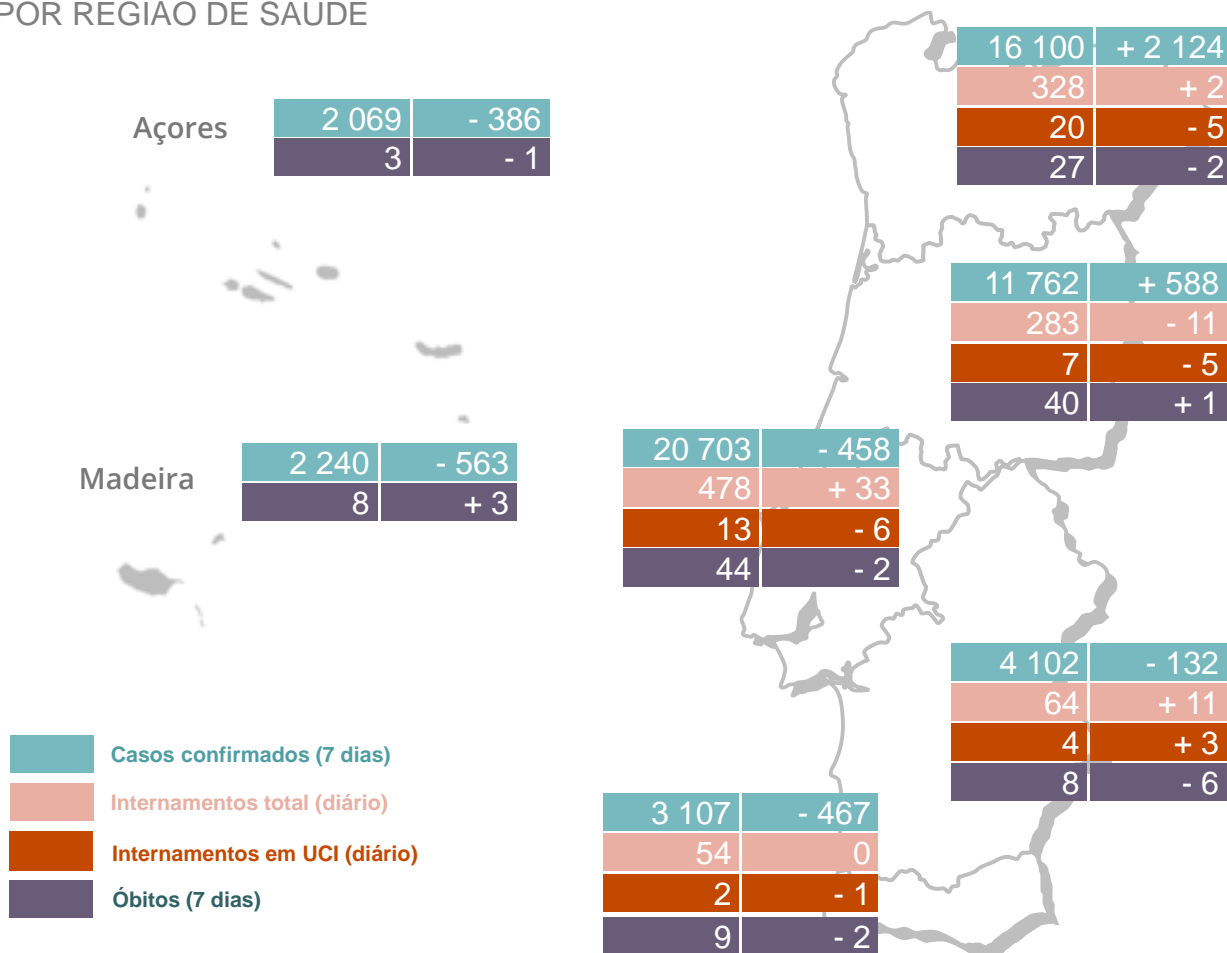 POR REGIÃO DE SAÚDE
16 100 + 2 124
328 + 2
20 - 5
27 - 2
Açores
2 069 - 386
3 - 1
11 762 + 588
283 - 11
7 - 5
40 + 1
Madeira
2 240 - 563
8 + 3
20 703 - 458
478 + 33
13 - 6
44 - 2
4 102 - 132
64 + 11
4 + 3
8 - 6
Casos confirmados (7 dias)
Internamentos total (diário)
Internamentos em UCI (diário)
Óbitos (7 dias)
3 107 - 467
54 0
2 - 1
9 - 2